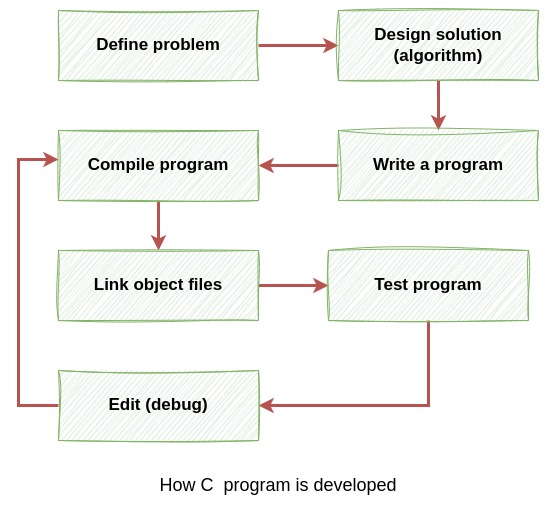 Define problem
Design solution
(algorithm)
Compile program
Write a program
Link object files
Test program
Edit (debug)
How C  program is developed